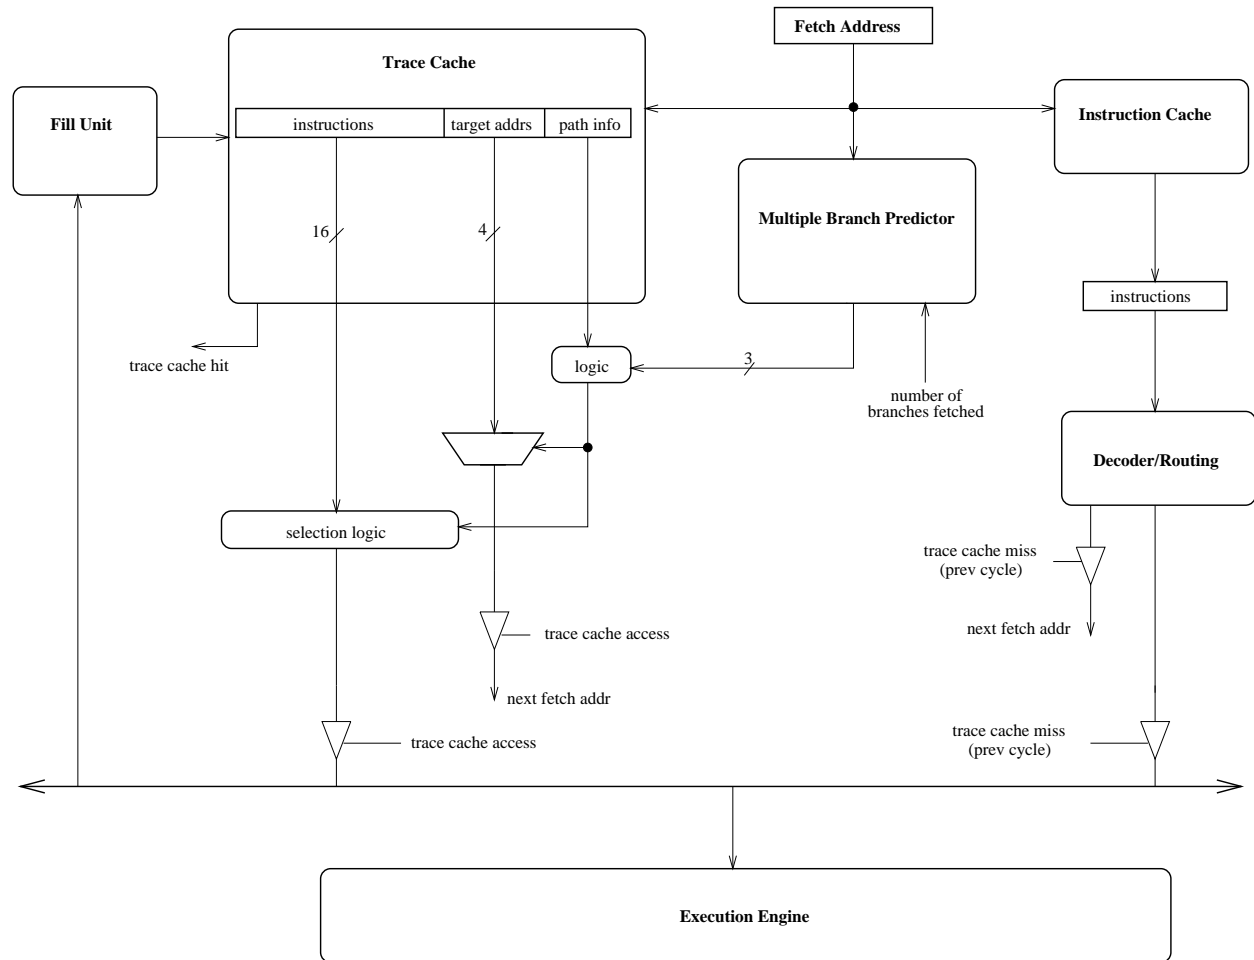 Fetch Address
Trace Cache
Fill Unit
instructions
target addrs
path info
Instruction Cache
Multiple Branch Predictor
16
4
instructions
trace cache hit
logic
3
number of
branches fetched
Decoder/Routing
selection logic
trace cache miss
(prev cycle)
trace cache access
next fetch addr
next fetch addr
trace cache access
trace cache miss
(prev cycle)
Execution Engine